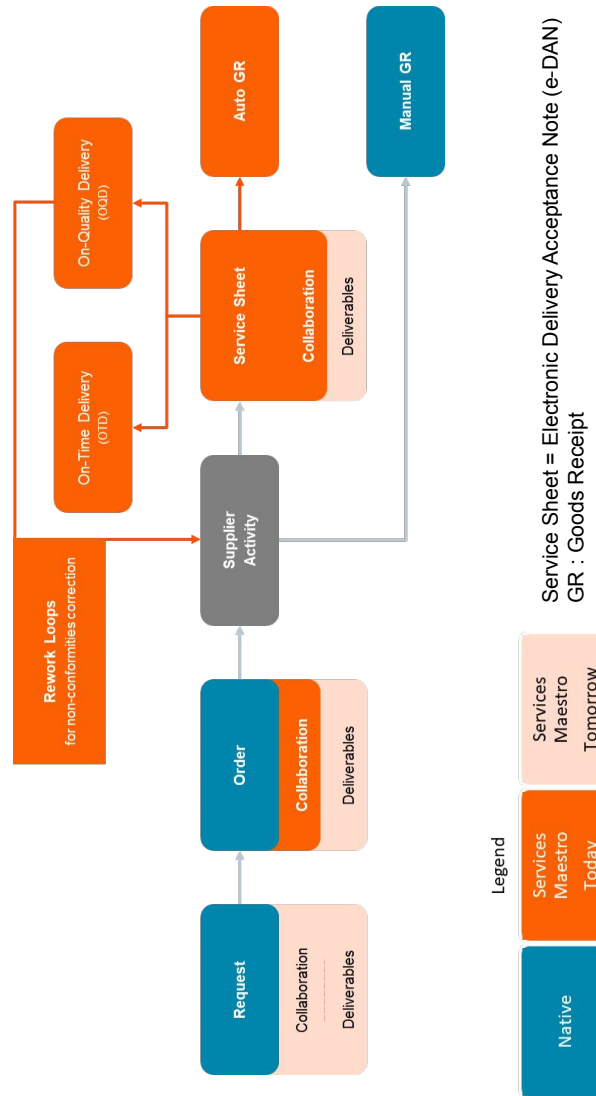 Rework Loops
for non-conformities correction
On-Time Delivery
(OTD)
On-Quality Delivery
(OQD)
Request
Collaboration
Deliverables
Order
Collaboration
Deliverables
Supplier
Activity
Service Sheet
Collaboration
Deliverables
Auto GR
Manual GR
Legend
Native
Services
Maestro
Today
Services
Maestro
Tomorrow
Service Sheet = Electronic Delivery Acceptance Note (e-DAN)
GR : Goods Receipt